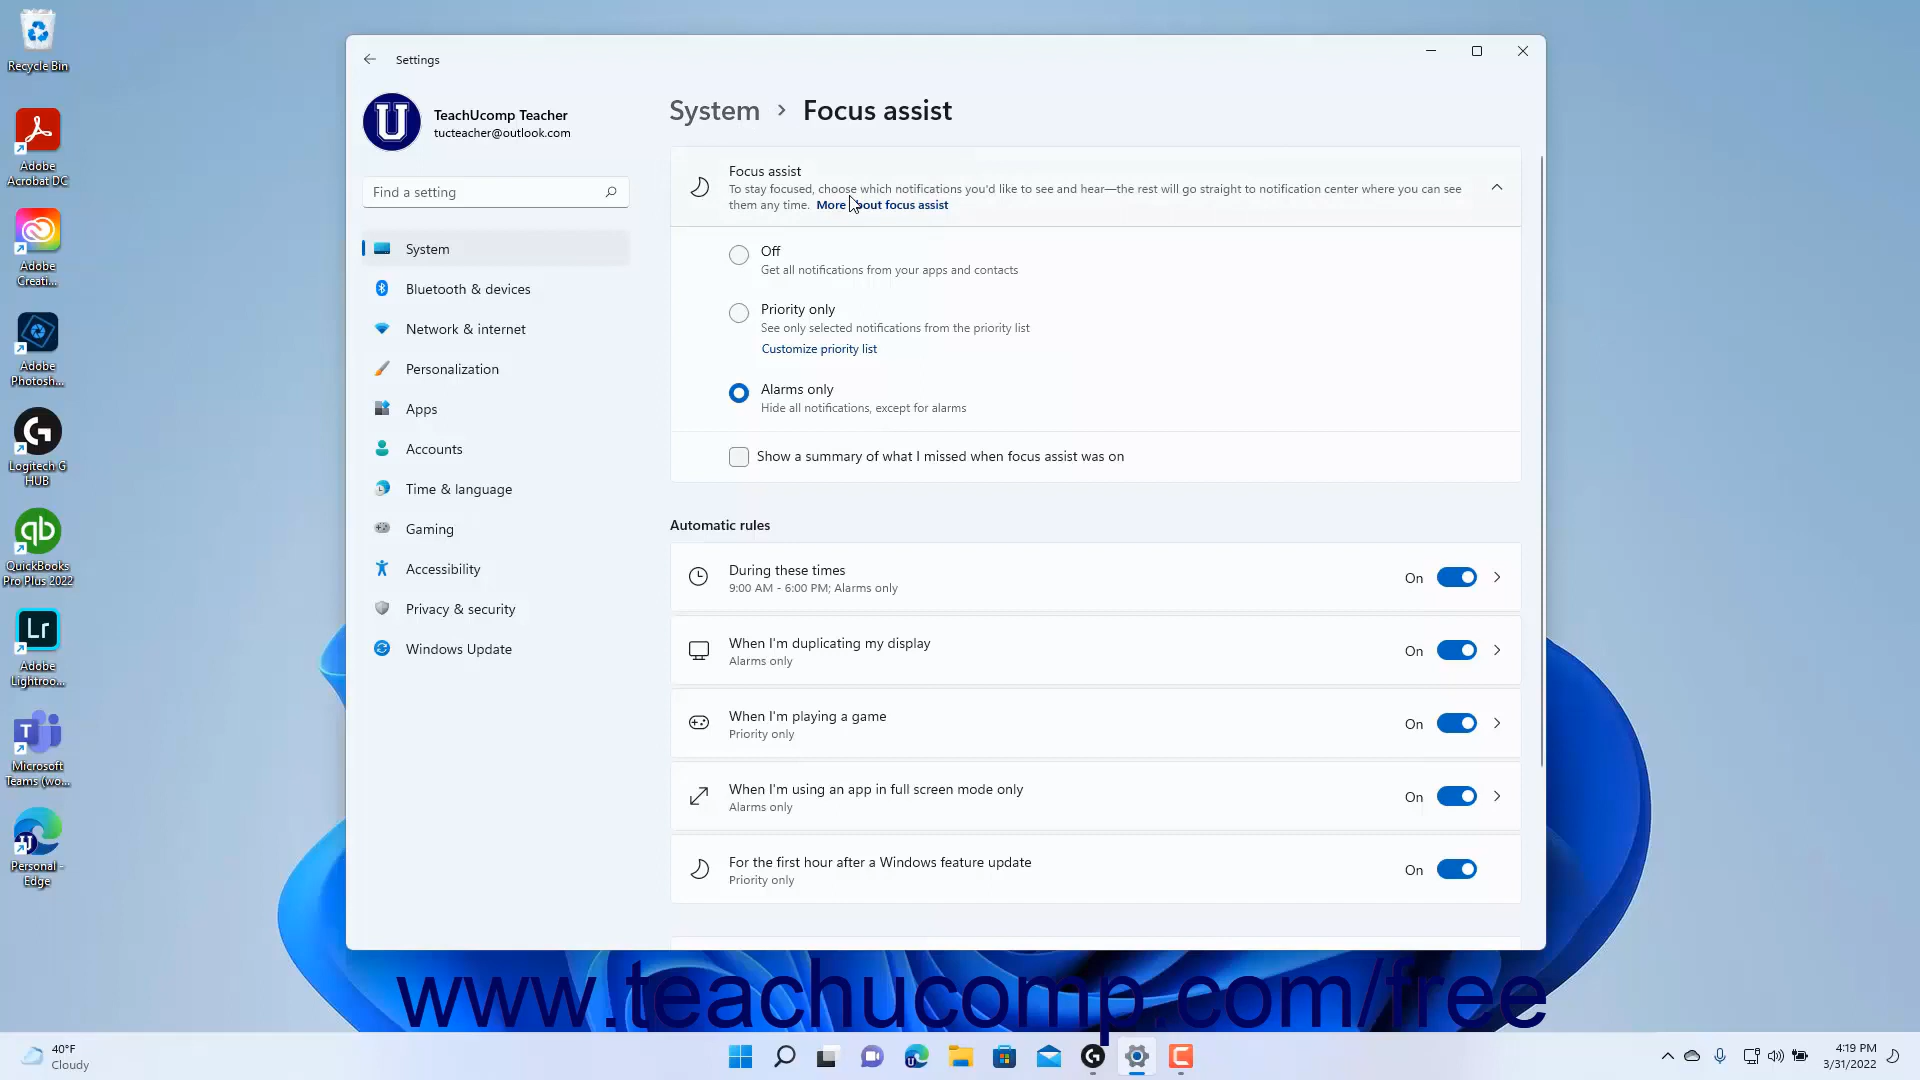 Recycle Bin
Adobe
Acrobat DC
Adobe
Creati...
Adobe
Photosh...
Logitech G
HUB
QuickBooks
Pro Plus 2022
Lr
Adobe
Lightroo...
Microsoft
Teams (wo...
Personal -
Edge
Settings
TeachUcomp Teacher
tucteacher@outlook.com
Find a setting
System
Bluetooth & devices
Network & internet
Personalization
Apps
Accounts
Time & language
Gaming
Accessibility
Privacy & security
Windows Update
System > Focus assist
Focus assist
To stay focused, choose which notifications you'd like to see and hear—the rest will go straight to notification center where you can see
them any time. More about focus assist
Off
Get all notifications from your apps and contacts
Priority only
See only selected notifications from the priority list
Customize priority list
Alarms only
Hide all notifications, except for alarms
Show a summary of what I missed when focus assist was on
Automatic rules
During these times
9:00 AM - 6:00 PM; Alarms only
On
When I'm duplicating my display
Alarms only
On
When I'm playing a game
Priority only
On
When I'm using an app in full screen mode only
Alarms only
On
For the first hour after a Windows feature update
Priority only
On
www.teachucomp.com/free
40°F
Cloudy
4:19 PM
3/31/2022